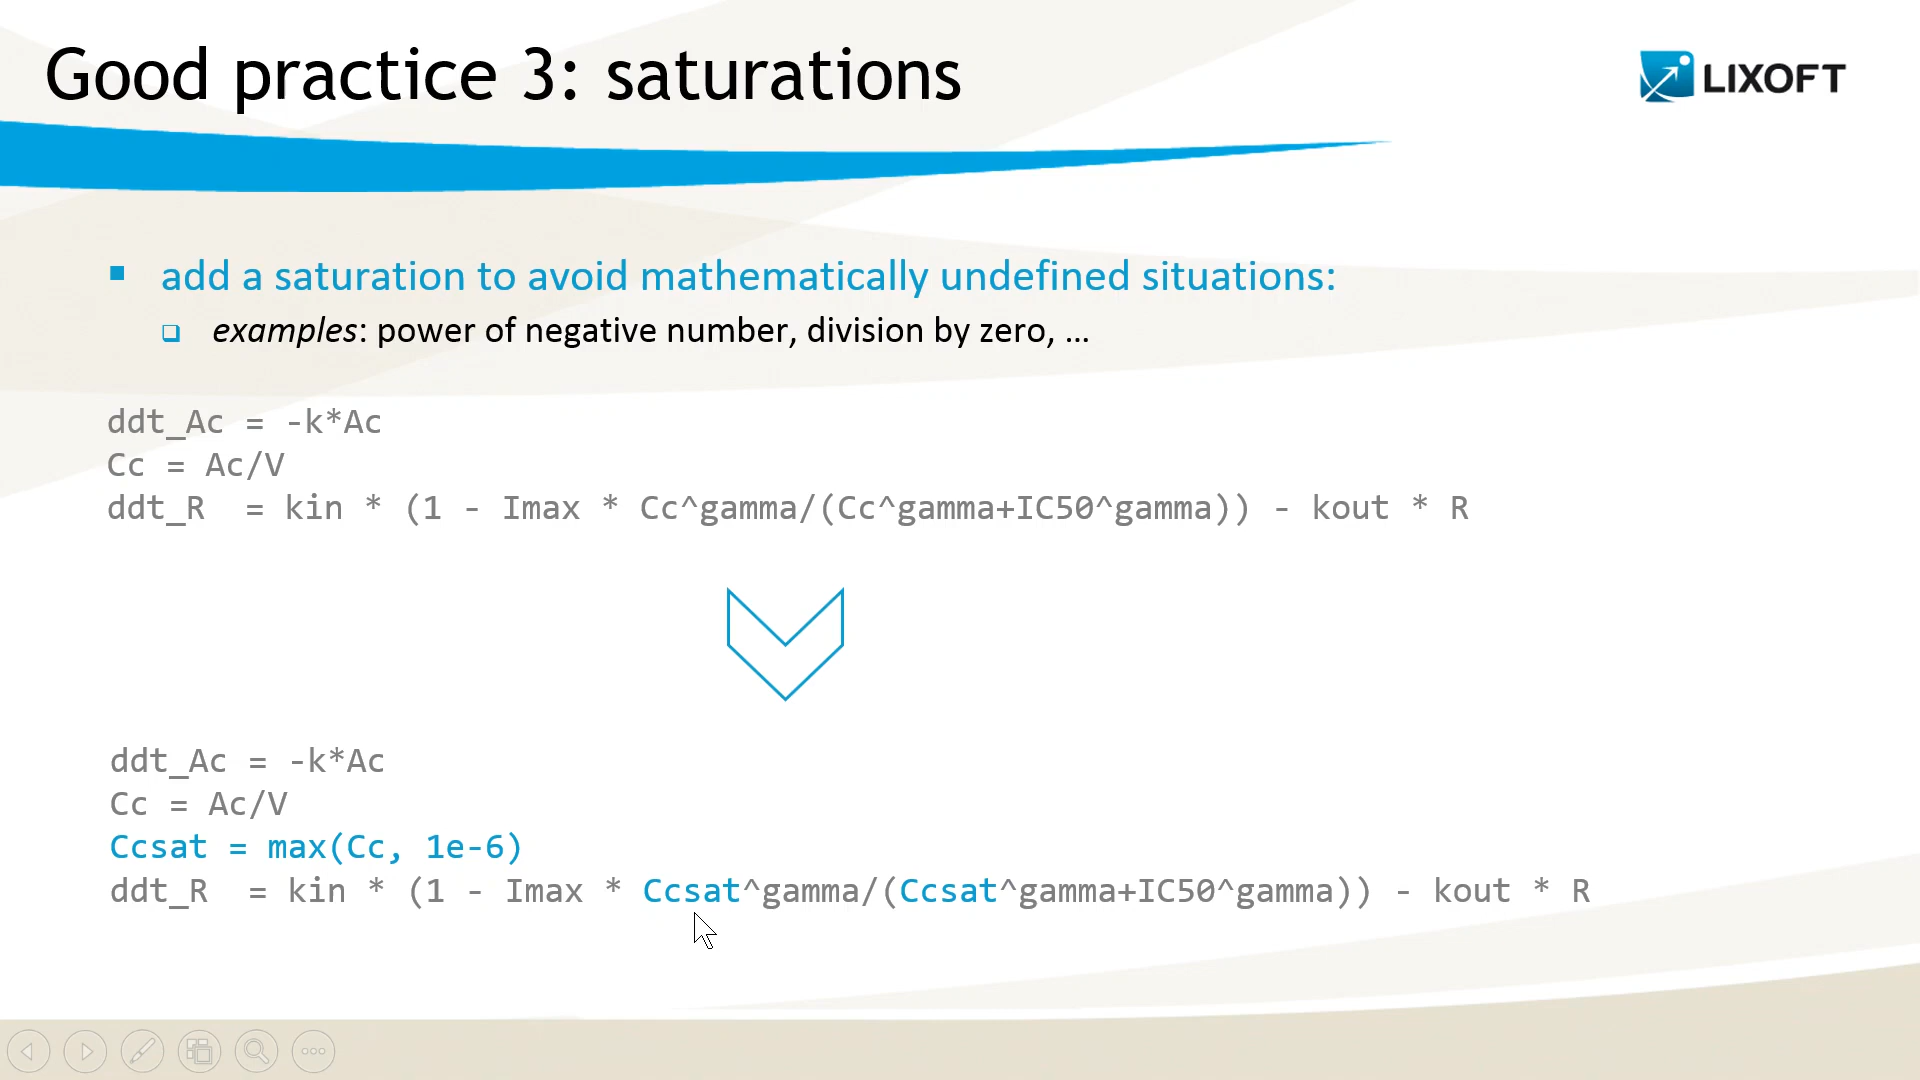 Good practice 3: saturations
LIXOFT
add a saturation to avoid mathematically undefined situations:
examples: power of negative number, division by zero, …
ddt_Ac = -k*Ac
Cc = Ac/V
ddt_R  = kin * (1 - Imax * Cc^gamma/(Cc^gamma+IC50^gamma)) - kout * R
ddt_Ac = -k*Ac
Cc = Ac/V
Ccsat = max(Cc, 1e-6)
ddt_R  = kin * (1 - Imax * Ccsat^gamma/(Ccsat^gamma+IC50^gamma)) - kout * R